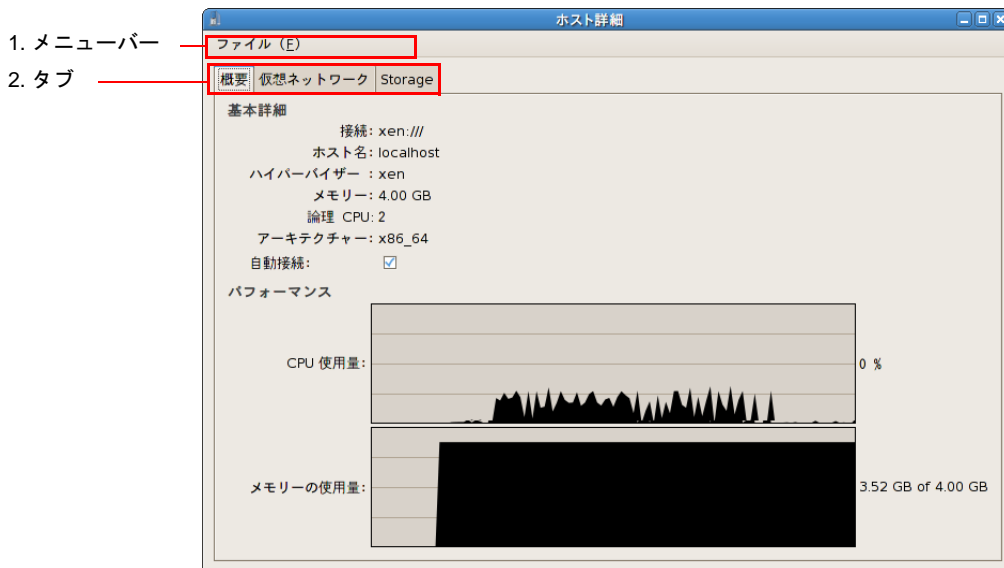 ホスト詳細
1. メニューバー
ファイル (F)
2. タブ
概要 仮想ネットワーク Storage
基本詳細
接続: xen:///
ホスト名: localhost
ハイパーバイザー : xen
メモリー: 4.00 GB
論理 CPU: 2
アーキテクチャー: x86_64
自動接続:
パフォーマンス
CPU 使用量: 0 %
メモリーの使用量: 3.52 GB of 4.00 GB